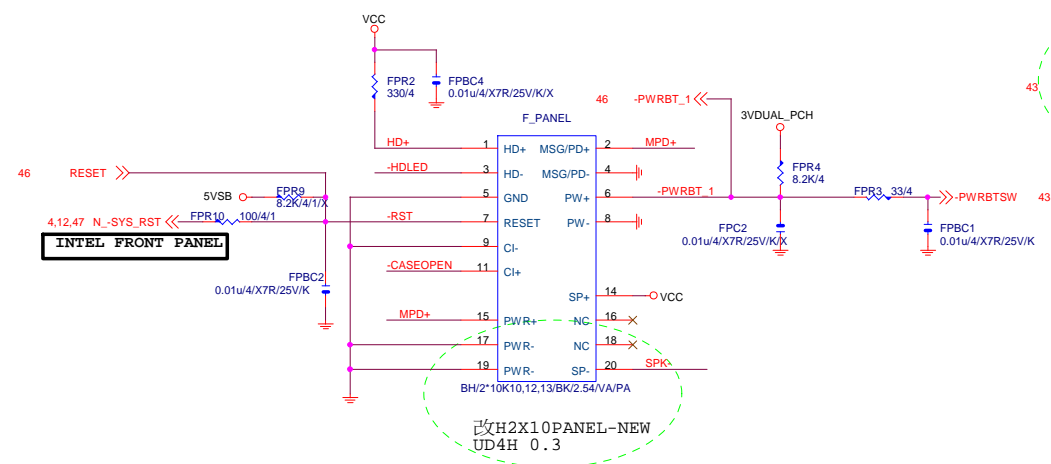 VCC
FPR2
330/4
FPBC4
0.01u/4/X7R/25V/K/X
46 -PWRBT_1
43
3VDUAL_PCH
F_PANEL
HD+ 1 HD+ MSG/PD+ 2 MPD+
-HDLED 3 HD- MSG/PD- 4
FPR4
8.2K/4
46 RESET
5VSB FPR9
8.2K/4/1/X
5 GND PW+ 6 -PWRBT_1
FPR3 33/4
-PWRBTSW 43
4,12,47 N_-SYS_RST FPR10 100/4/1
-RST 7 RESET PW- 8
FPC2
0.01u/4/X7R/25V/K/X
FPBC1
0.01u/4/X7R/25V/K
INTEL FRONT PANEL
9 CI-
-CASEOPEN 11 CI+
FPBC2
0.01u/4/X7R/25V/K
SP+ 14 VCC
MPD+ 15 PWR+ NC 16
17 PWR- NC 18
19 PWR- SP- 20 SPK-
BH/2*10K10,12,13/BK/2.54/VA/PA
改H2X10PANEL-NEW
UD4H 0.3